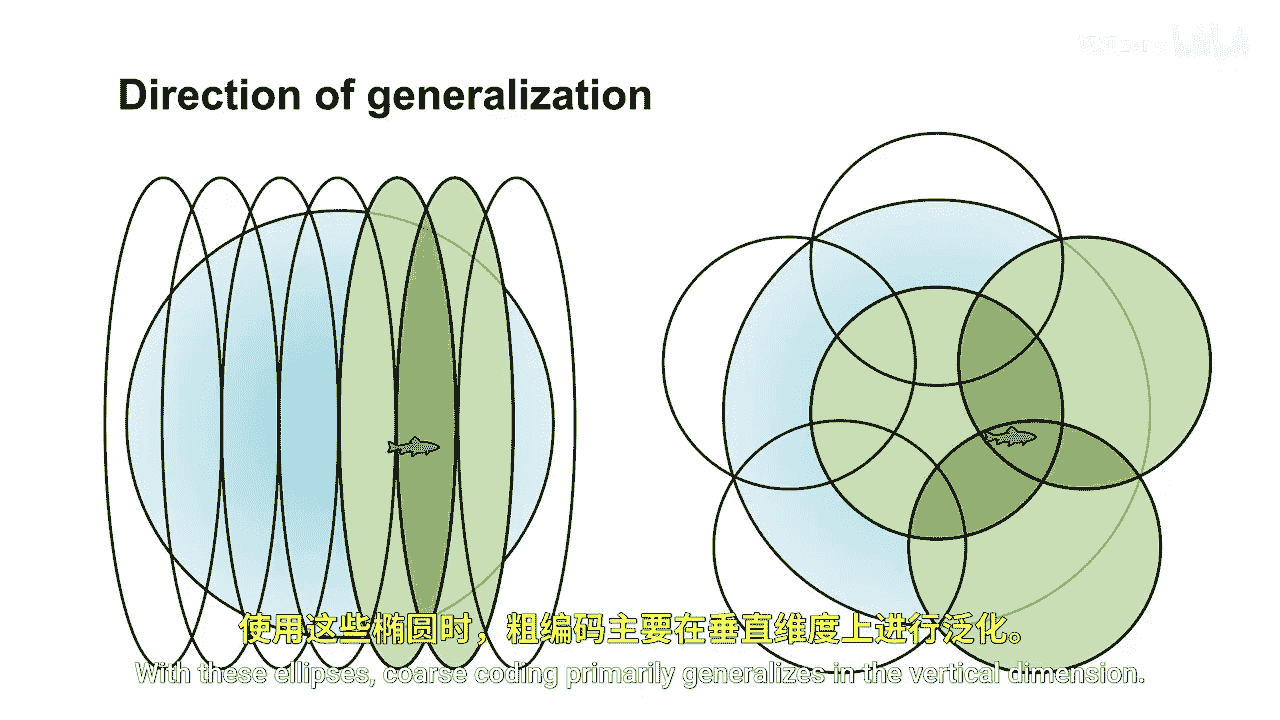 Direction of generalization
使用这些椭圆时，粗编码主要在垂直维度上进行泛化。
With these ellipses, coarse coding primarily generalizes in the vertical dimension.